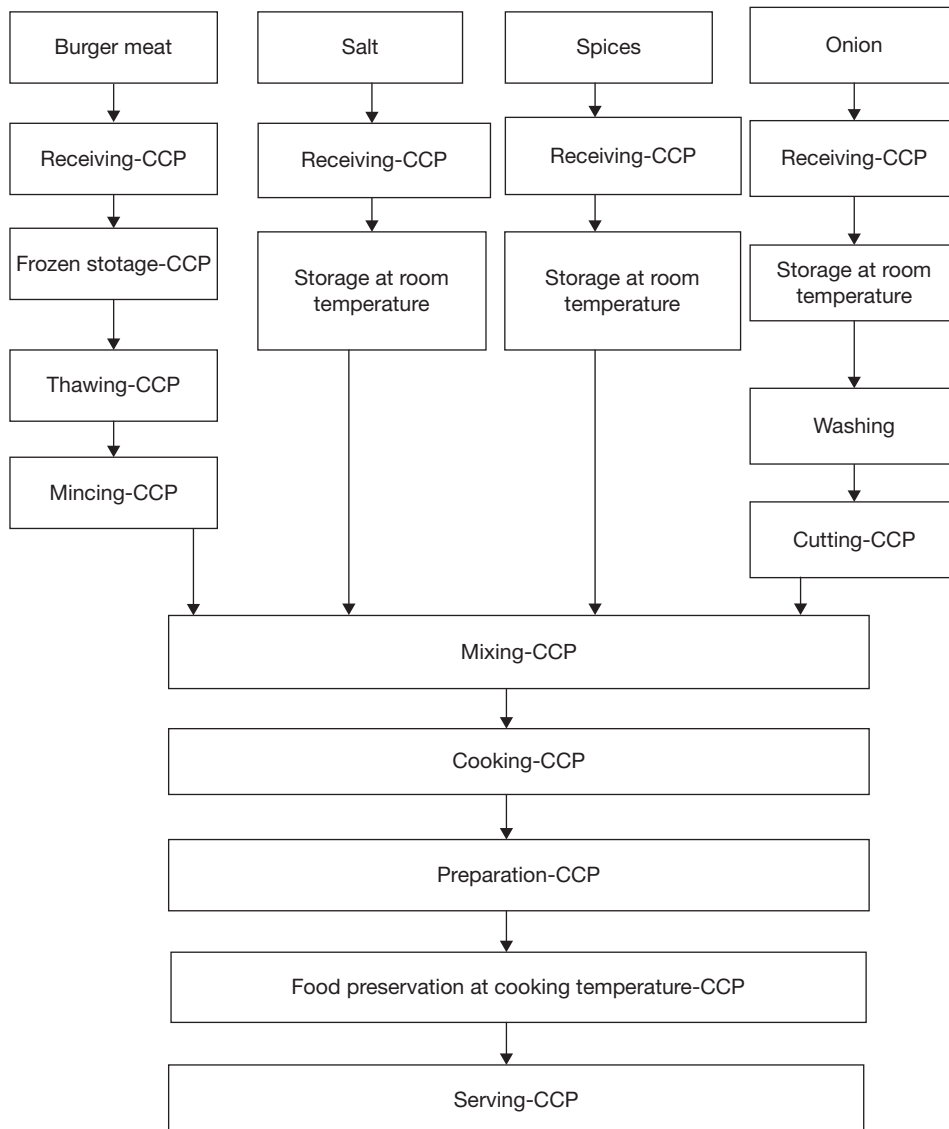 Burger meat
Salt
Spices
Onion
Receiving-CCP
Receiving-CCP
Receiving-CCP
Receiving-CCP
Frozen stotage-CCP
Storage at room
temperature
Storage at room
temperature
Storage at room
temperature
Thawing-CCP
Washing
Mincing-CCP
Cutting-CCP
Mixing-CCP
Cooking-CCP
Preparation-CCP
Food preservation at cooking temperature-CCP
Serving-CCP